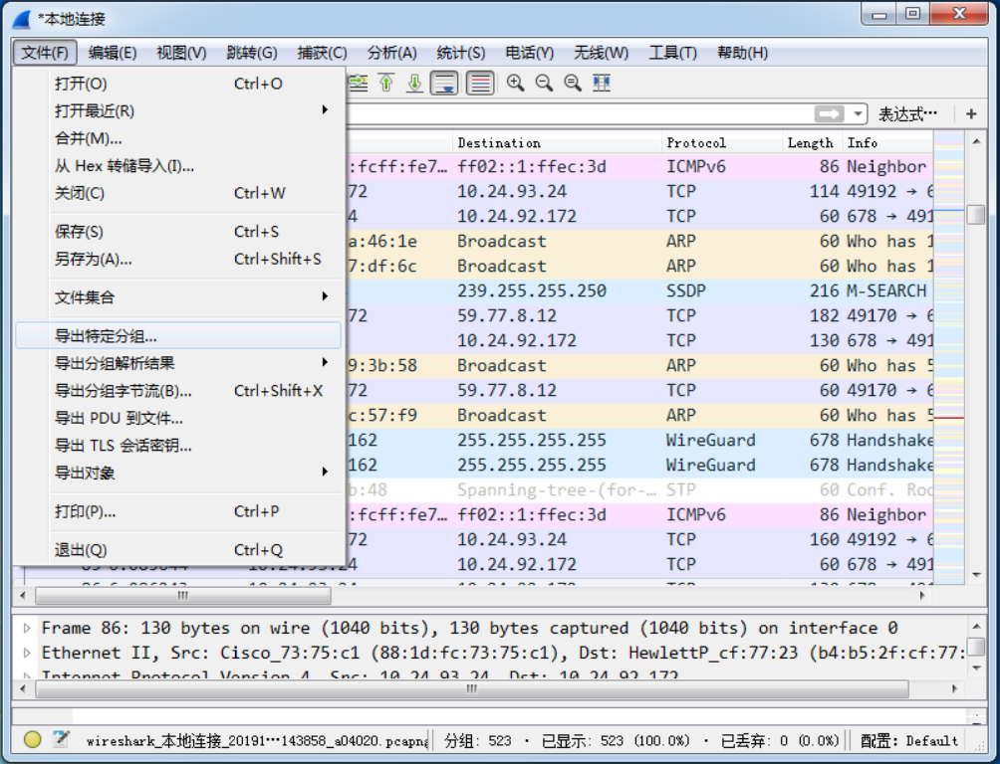 *本地连接
文件(F) 编辑(E) 视图(V) 跳转(G) 捕获(C) 分析(A) 统计(S) 电话(Y) 无线(W) 工具(T) 帮助(H)
打开(O) Ctrl+O
打开最近(R)
合并(M)...
从 Hex 转储导入(I)...
关闭(C) Ctrl+W
保存(S) Ctrl+S
另存为(A)... Ctrl+Shift+S
文件集合
导出特定分组...
导出分组解析结果
导出分组字节流(B)... Ctrl+Shift+X
导出 PDU 到文件...
导出 TLS 会话密钥...
导出对象
打印(P)... Ctrl+P
退出(Q) Ctrl+Q
表达式… +
Destination Protocol Length Info
:fcff:fe7… ff02::1:ffec:3d ICMPv6 86 Neighbor
72 10.24.93.24 TCP 114 49192 → 6
4 10.24.92.172 TCP 60 678 → 491
a:46:1e Broadcast ARP 60 Who has 1
7:df:6c Broadcast ARP 60 Who has 1
239.255.255.250 SSDP 216 M-SEARCH
72 59.77.8.12 TCP 182 49170 → 6
10.24.92.172 TCP 130 678 → 491
9:3b:58 Broadcast ARP 60 Who has 5
72 59.77.8.12 TCP 60 49170 → 6
c:57:f9 Broadcast ARP 60 Who has 5
162 255.255.255.255 WireGuard 678 Handshake
162 255.255.255.255 WireGuard 678 Handshake
b:48 Spanning-tree-(for-… STP 60 Conf. Roo
:fcff:fe7… ff02::1:ffec:3d ICMPv6 86 Neighbor
72 10.24.93.24 TCP 160 49192 → 6
10.24.92.172 TCP 60 678 → 491
Frame 86: 130 bytes on wire (1040 bits), 130 bytes captured (1040 bits) on interface 0
Ethernet II, Src: Cisco_73:75:c1 (88:1d:fc:73:75:c1), Dst: HewlettP_cf:77:23 (b4:b5:2f:cf:77:
Internet Protocol Version 4, Src: 10.24.93.24, Dst: 10.24.92.172
wireshark_本地连接_20191…143858_a04020.pcapng 分组: 523 · 已显示: 523 (100.0%) · 已丢弃: 0 (0.0%) 配置: Default